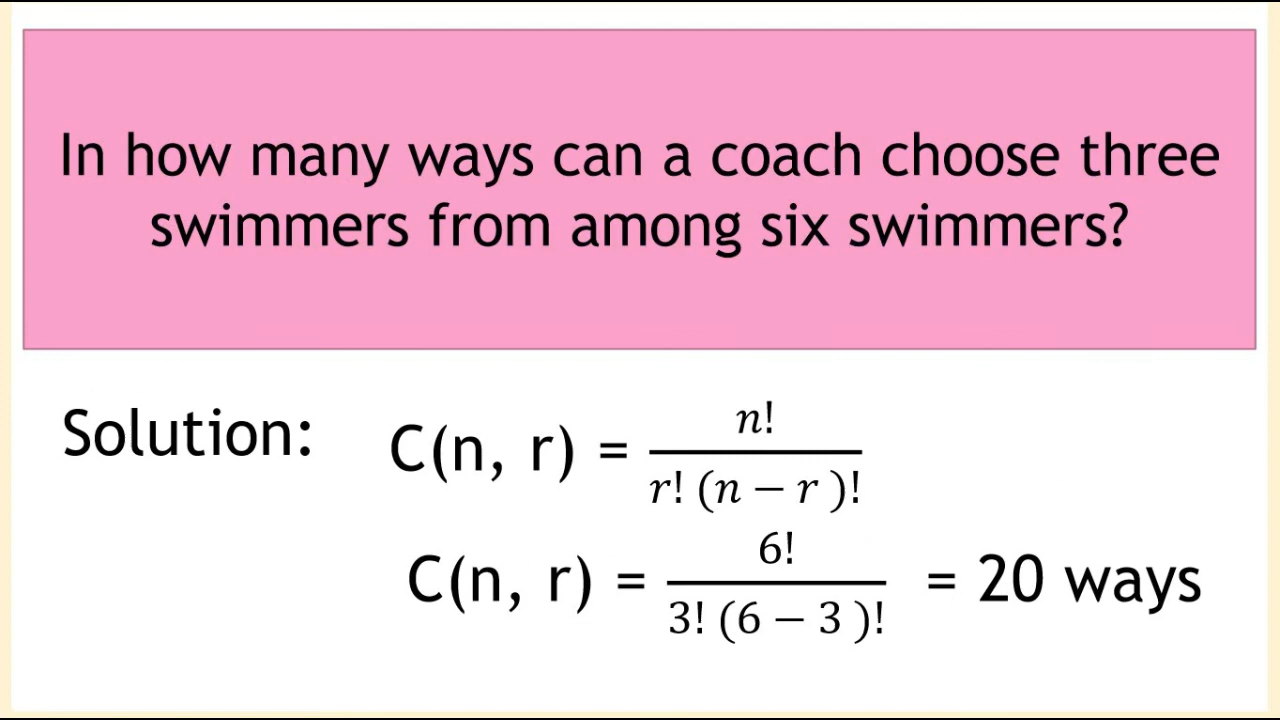 In how many ways can a coach choose three
swimmers from among six swimmers?
Solution:
C(n, r) = n! / r! (n − r )!
C(n, r) = 6! / 3! (6 − 3 )! = 20 ways